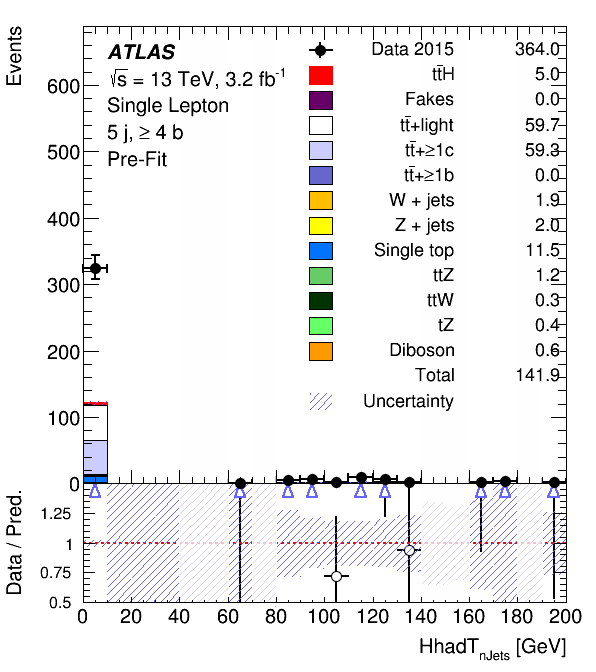 Events
ATLAS
√s = 13 TeV, 3.2 fb⁻¹
Single Lepton
5 j, ≥ 4 b
Pre-Fit
Data 2015 364.0
tt̄H 5.0
Fakes 0.0
tt̄+light 59.7
tt̄+≥1c 59.3
tt̄+≥1b 0.0
W + jets 1.9
Z + jets 2.0
Single top 11.5
ttZ 1.2
ttW 0.3
tZ 0.4
Diboson 0.6
Total 141.9
Uncertainty
600
500
400
300
200
100
0
Data / Pred.
1.25
1
0.75
0.5
0 20 40 60 80 100 120 140 160 180 200
HhadT_nJets [GeV]